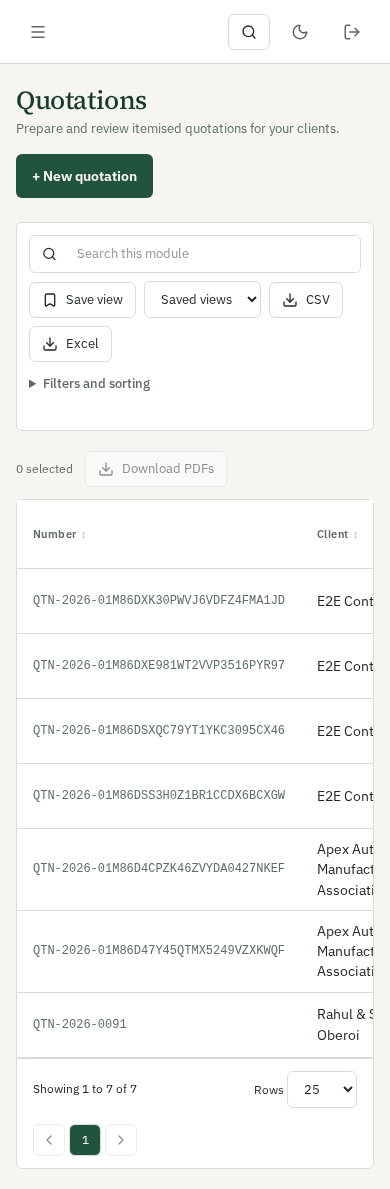 Quotations
Prepare and review itemised quotations for your clients.
+ New quotation
Search this module
Save view
Saved views
CSV
Excel
Filters and sorting
0 selected
Download PDFs
Number ↕ Client ↕
QTN-2026-01M86DXK30PWVJ6VDFZ4FMA1JD E2E Cont
QTN-2026-01M86DXE981WT2VVP3516PYR97 E2E Cont
QTN-2026-01M86DSXQC79YT1YKC3095CX46 E2E Cont
QTN-2026-01M86DSS3H0Z1BR1CCDX6BCXGW E2E Cont
QTN-2026-01M86D4CPZK46ZVYDA0427NKEF Apex Aut
Manufact
Associati
QTN-2026-01M86D47Y45QTMX5249VZXKWQF Apex Aut
Manufact
Associati
QTN-2026-0091 Rahul & S
Oberoi
Showing 1 to 7 of 7
Rows 25
1